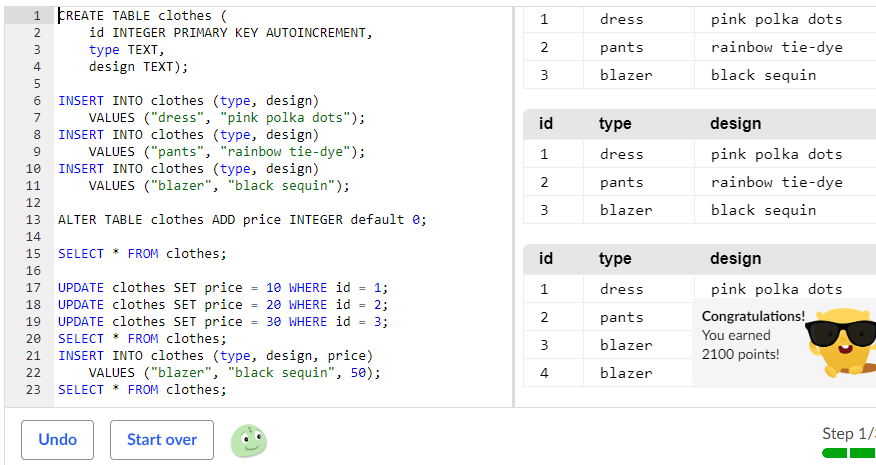 1 CREATE TABLE clothes (
2 id INTEGER PRIMARY KEY AUTOINCREMENT,
3 type TEXT,
4 design TEXT);
5
6 INSERT INTO clothes (type, design)
7 VALUES ("dress", "pink polka dots");
8 INSERT INTO clothes (type, design)
9 VALUES ("pants", "rainbow tie-dye");
10 INSERT INTO clothes (type, design)
11 VALUES ("blazer", "black sequin");
12
13 ALTER TABLE clothes ADD price INTEGER default 0;
14
15 SELECT * FROM clothes;
16
17 UPDATE clothes SET price = 10 WHERE id = 1;
18 UPDATE clothes SET price = 20 WHERE id = 2;
19 UPDATE clothes SET price = 30 WHERE id = 3;
20 SELECT * FROM clothes;
21 INSERT INTO clothes (type, design, price)
22 VALUES ("blazer", "black sequin", 50);
23 SELECT * FROM clothes;
1 dress pink polka dots
2 pants rainbow tie-dye
3 blazer black sequin
id type design
1 dress pink polka dots
2 pants rainbow tie-dye
3 blazer black sequin
id type design
1 dress pink polka dots
2 pants
3 blazer
4 blazer
Congratulations!
You earned
2100 points!
Undo
Start over
Step 1/